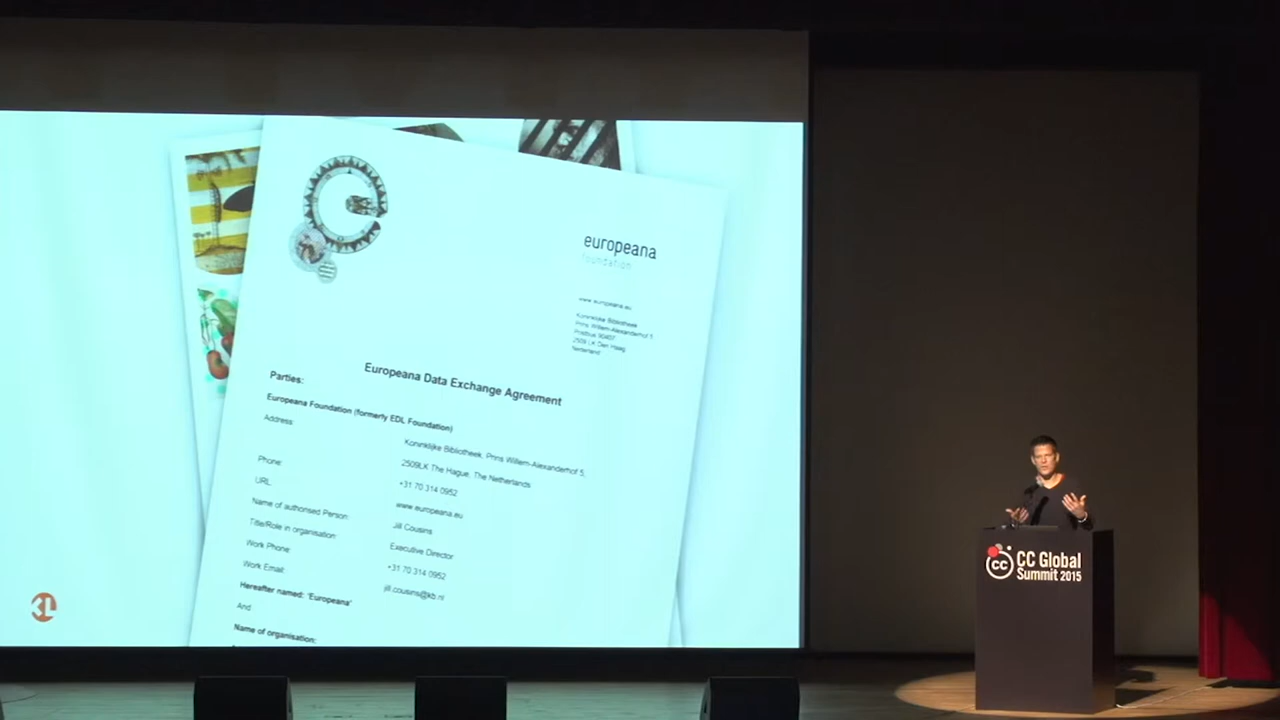 europeana
foundation
www.europeana.eu
Koninklijke Bibliotheek
Prins Willem-Alexanderhof 5
Postbus 90407
2509 LK Den Haag
Nederland
Europeana Data Exchange Agreement
Parties:
Europeana Foundation (formerly EDL Foundation)
Address:
Koninklijke Bibliotheek, Prins Willem-Alexanderhof 5,
2509LK The Hague, The Netherlands
Phone: +31 70 314 0952
URL: www.europeana.eu
Name of authorised Person: Jill Cousins
Title/Role in organisation: Executive Director
Work Phone: +31 70 314 0952
Work Email: jill.cousins@kb.nl
Hereafter named: 'Europeana'
And
Name of organisation:
KL
cc CC Global
Summit 2015